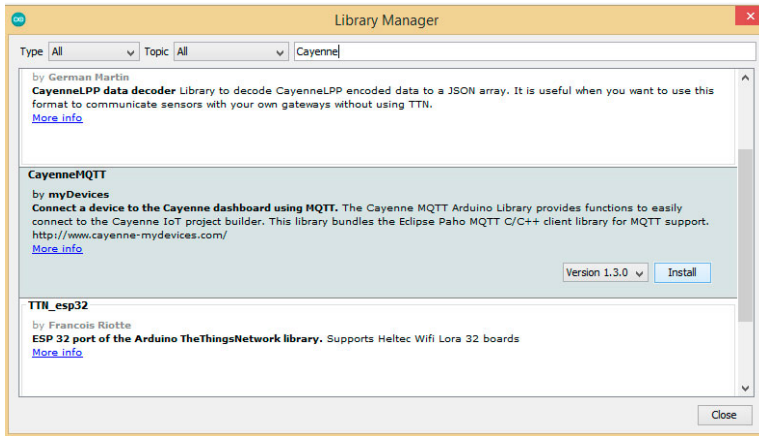 Library Manager
Type All Topic All Cayenne
by German Martin
CayenneLPP data decoder Library to decode CayenneLPP encoded data to a JSON array. It is useful when you want to use this
format to communicate sensors with your own gateways without using TTN.
More info
CayenneMQTT
by myDevices
Connect a device to the Cayenne dashboard using MQTT. The Cayenne MQTT Arduino Library provides functions to easily
connect to the Cayenne IoT project builder. This library bundles the Eclipse Paho MQTT C/C++ client library for MQTT support.
http://www.cayenne-mydevices.com/
More info
Version 1.3.0 Install
TTN_esp32
by Francois Riotte
ESP 32 port of the Arduino TheThingsNetwork library. Supports Heltec Wifi Lora 32 boards
More info
Close